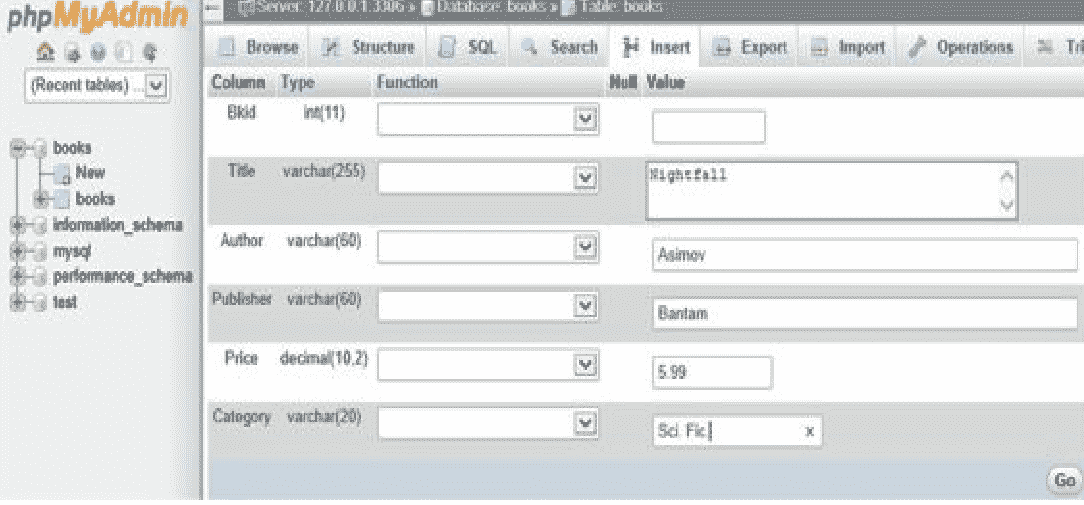 phpMyAdmin
(Recent tables) ...
books
New
books
information_schema
mysql
performance_schema
test
Server: 127.0.0.1:3306 » Database: books » Table: books
Browse Structure SQL Search Insert Export Import Operations
Column Type Function Null Value
Bkid int(11)
Title varchar(255) Nightfall
Author varchar(60) Asimov
Publisher varchar(60) Bantam
Price decimal(10,2) 5.99
Category varchar(20) Sci Fic x
Go